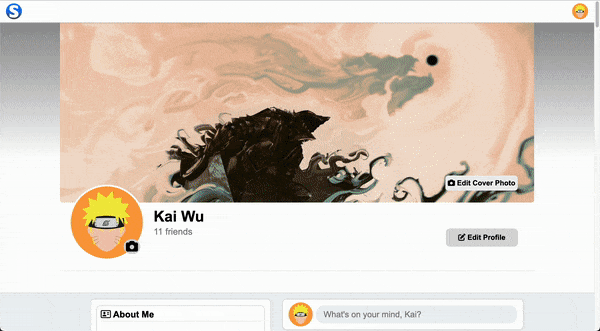 S
Edit Cover Photo
Kai Wu
11 friends
Edit Profile
About Me
What's on your mind, Kai?